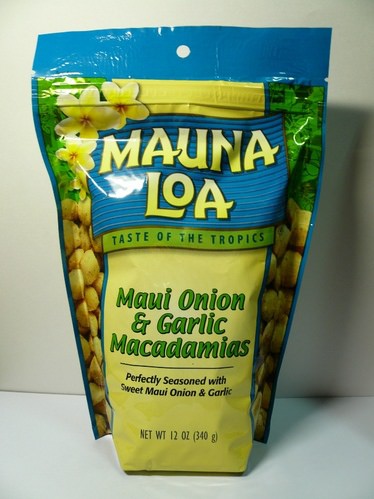 MAUNA
LOA
TASTE OF THE TROPICS
Maui Onion
& Garlic
Macadamias
Perfectly Seasoned with
Sweet Maui Onion & Garlic
NET WT 12 OZ (340 g)